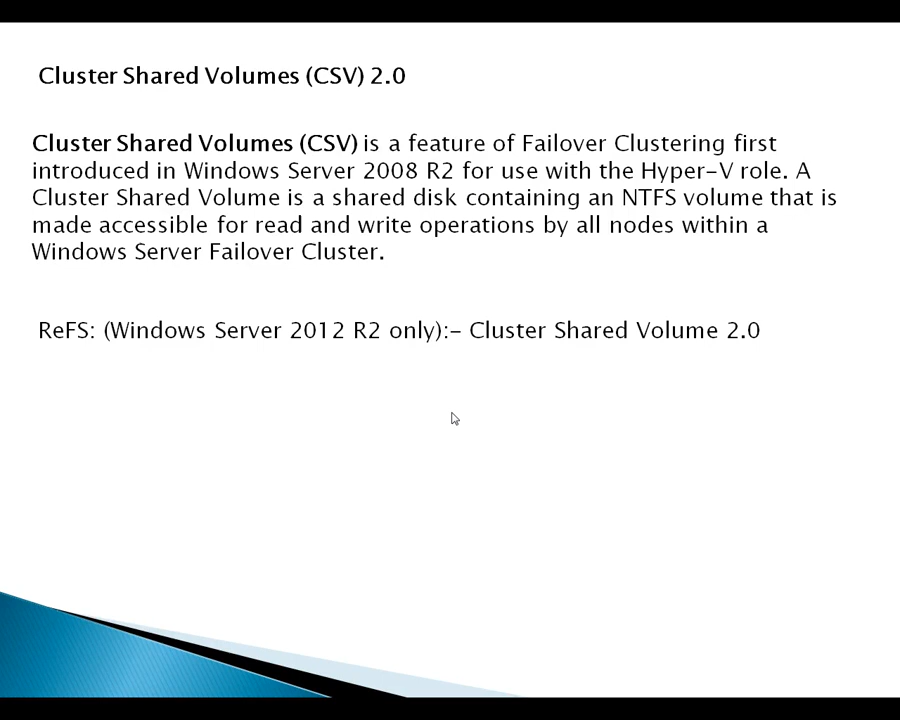 Cluster Shared Volumes (CSV) 2.0
Cluster Shared Volumes (CSV) is a feature of Failover Clustering first
introduced in Windows Server 2008 R2 for use with the Hyper-V role. A
Cluster Shared Volume is a shared disk containing an NTFS volume that is
made accessible for read and write operations by all nodes within a
Windows Server Failover Cluster.
ReFS: (Windows Server 2012 R2 only):- Cluster Shared Volume 2.0